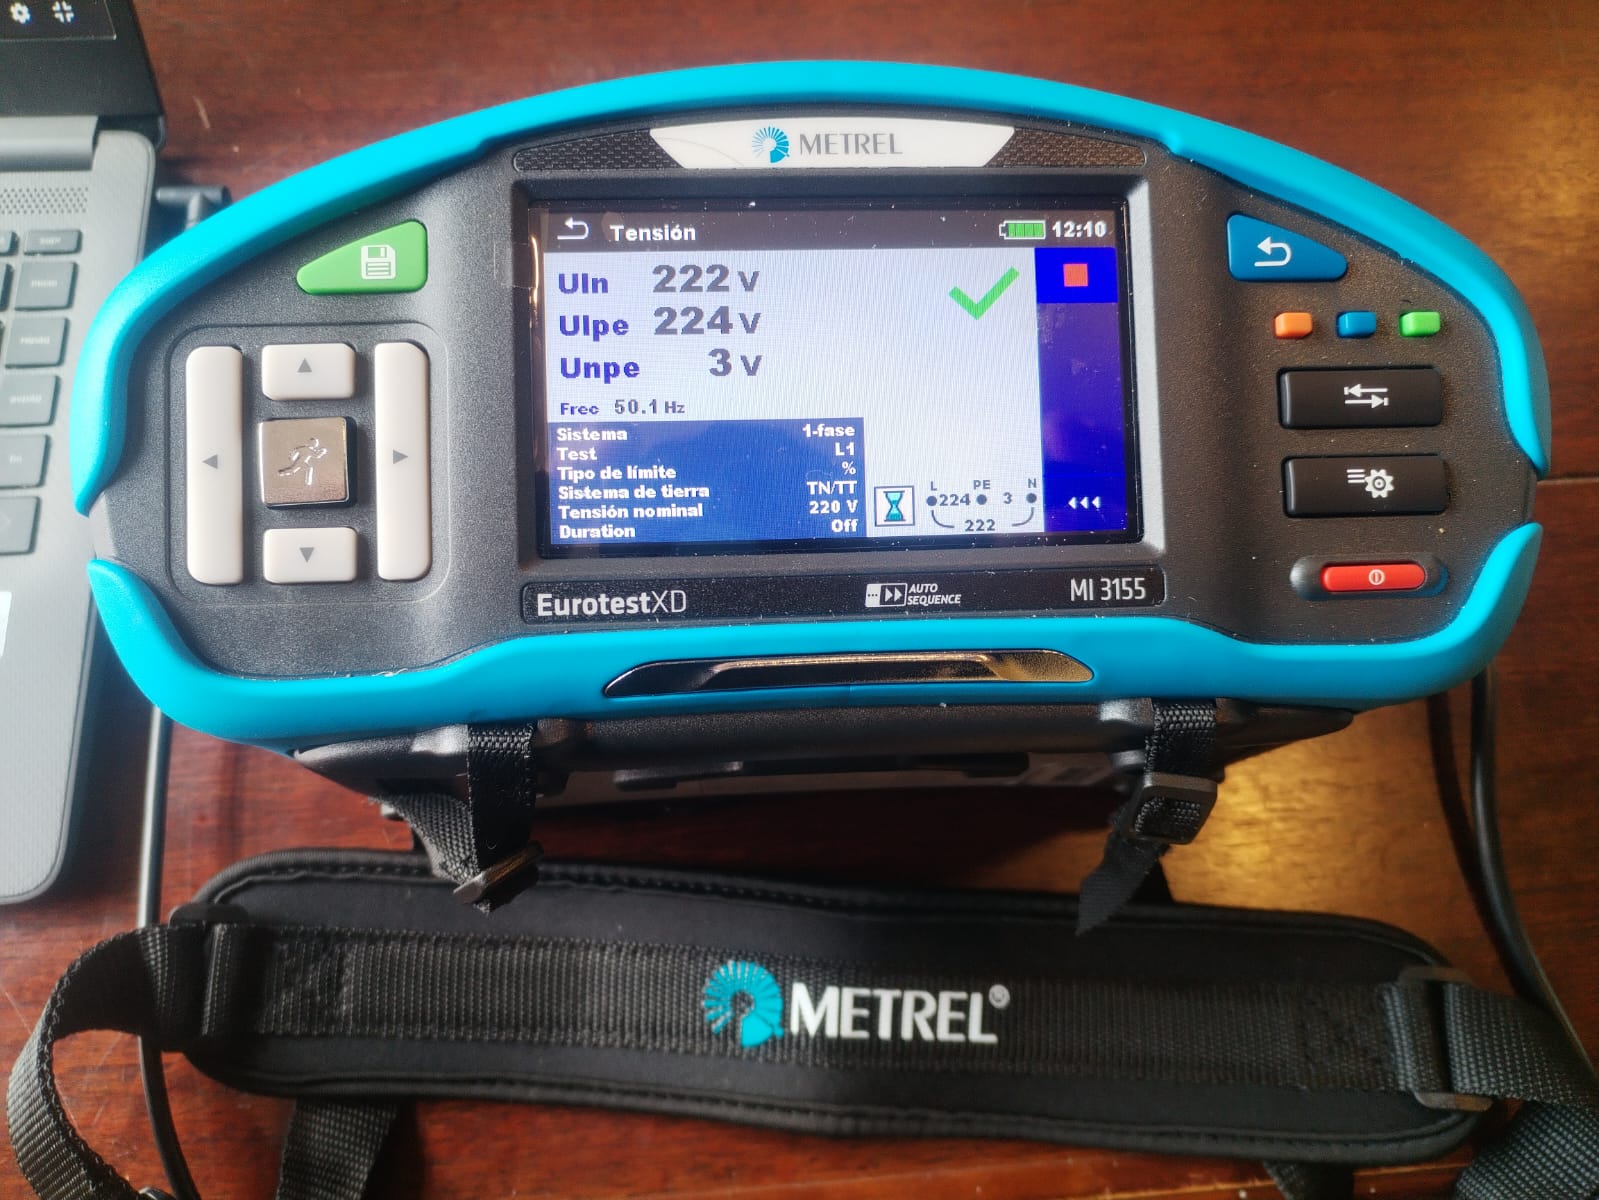 METREL
Tensión
12:10
Uln 222 V
Ulpe 224 V
Unpe 3 V
Frec 50.1 Hz
Sistema 1-fase
Test L1
Tipo de límite %
Sistema de tierra TN/TT
Tensión nominal 220 V
Duration Off
L PE N
224 3
222
EurotestXD
AUTO
SEQUENCE
MI 3155
METREL®